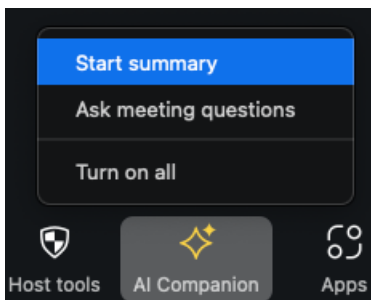 Start summary
Ask meeting questions
Turn on all
Host tools
AI Companion
Apps